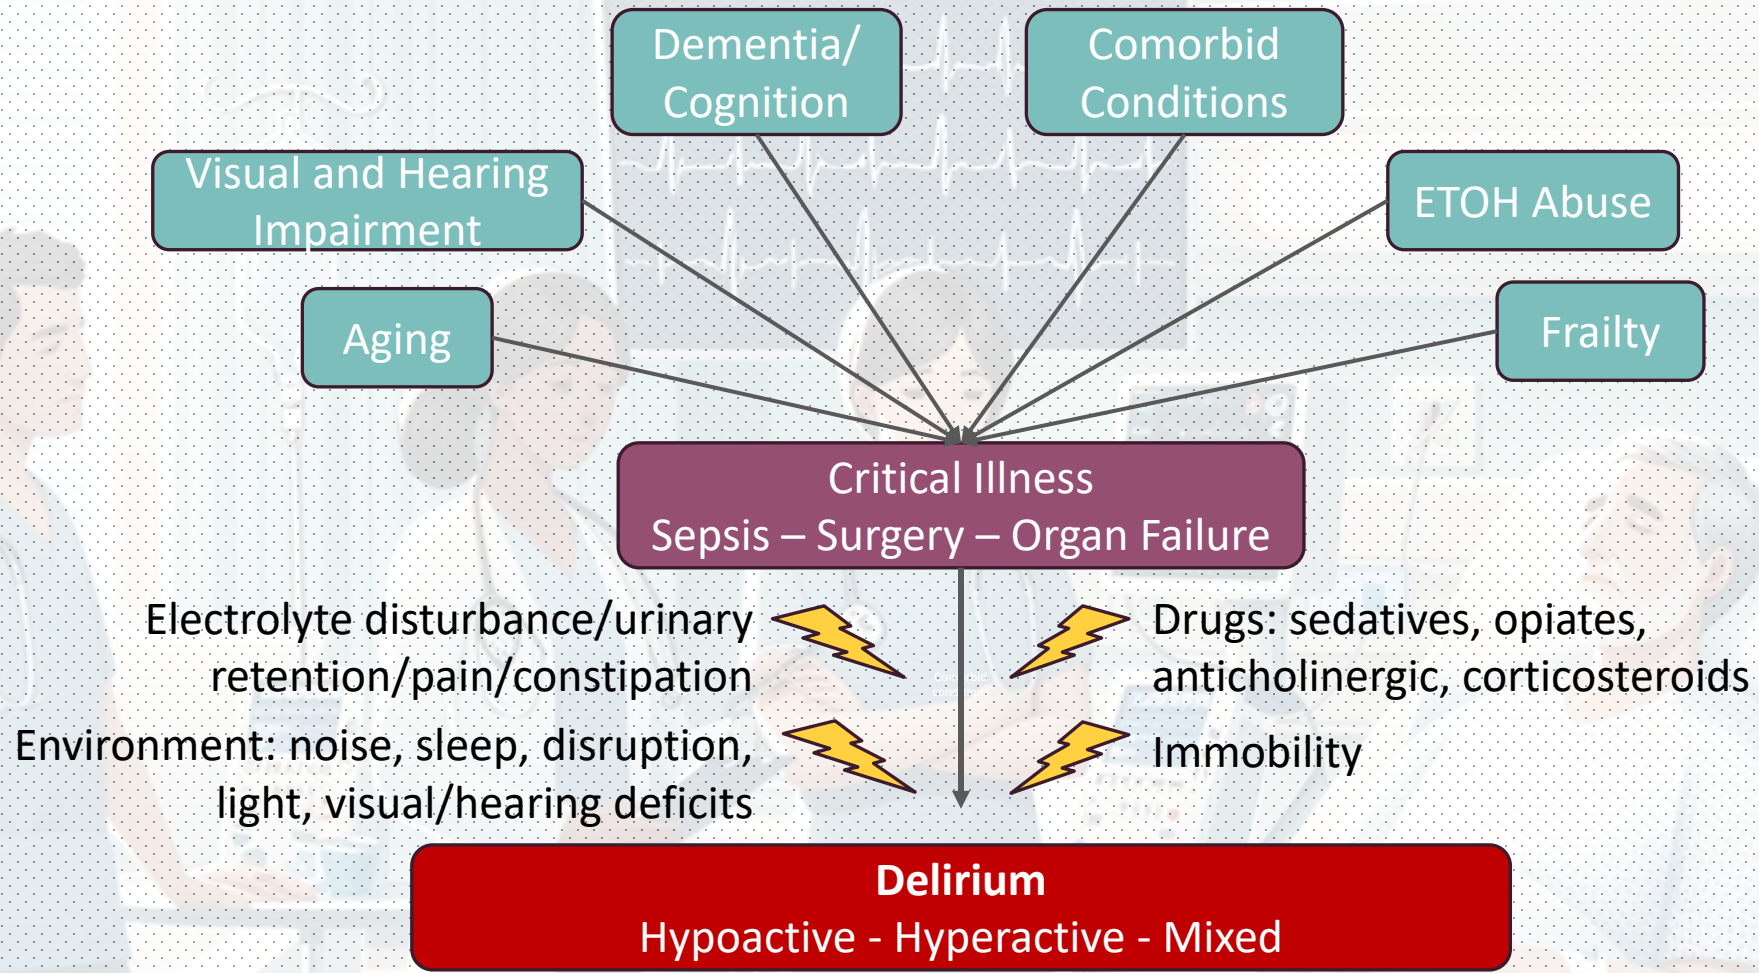 Dementia/
Cognition
Comorbid
Conditions
Visual and Hearing
Impairment
ETOH Abuse
Aging
Frailty
Critical Illness
Sepsis – Surgery – Organ Failure
Electrolyte disturbance/urinary
retention/pain/constipation
Drugs: sedatives, opiates,
anticholinergic, corticosteroids
Environment: noise, sleep, disruption,
light, visual/hearing deficits
Immobility
Delirium
Hypoactive - Hyperactive - Mixed